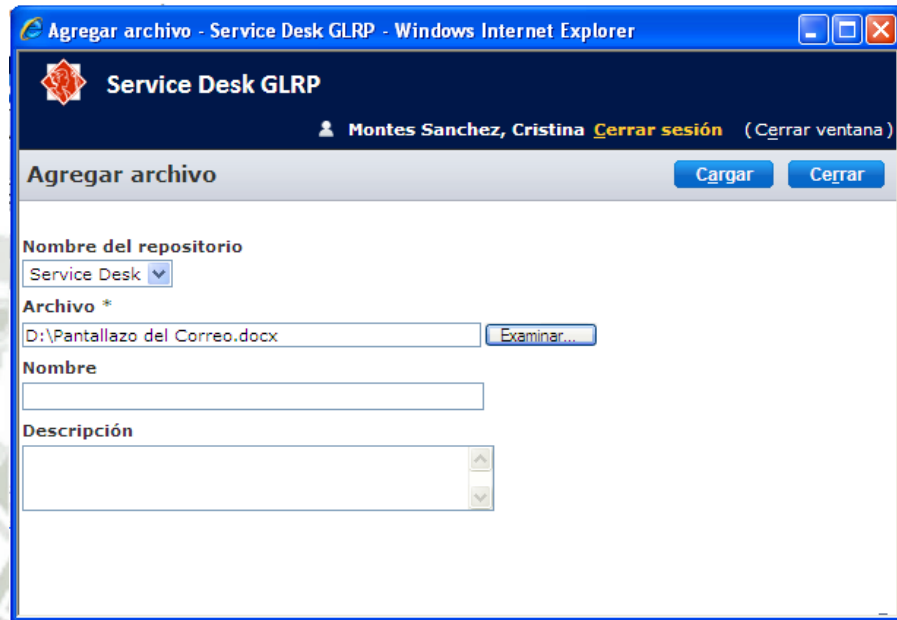 Agregar archivo - Service Desk GLRP - Windows Internet Explorer
Service Desk GLRP
Montes Sanchez, Cristina Cerrar sesión (Cerrar ventana)
Agregar archivo Cargar Cerrar
Nombre del repositorio
Service Desk
Archivo *
D:\Pantallazo del Correo.docx Examinar...
Nombre
Descripción